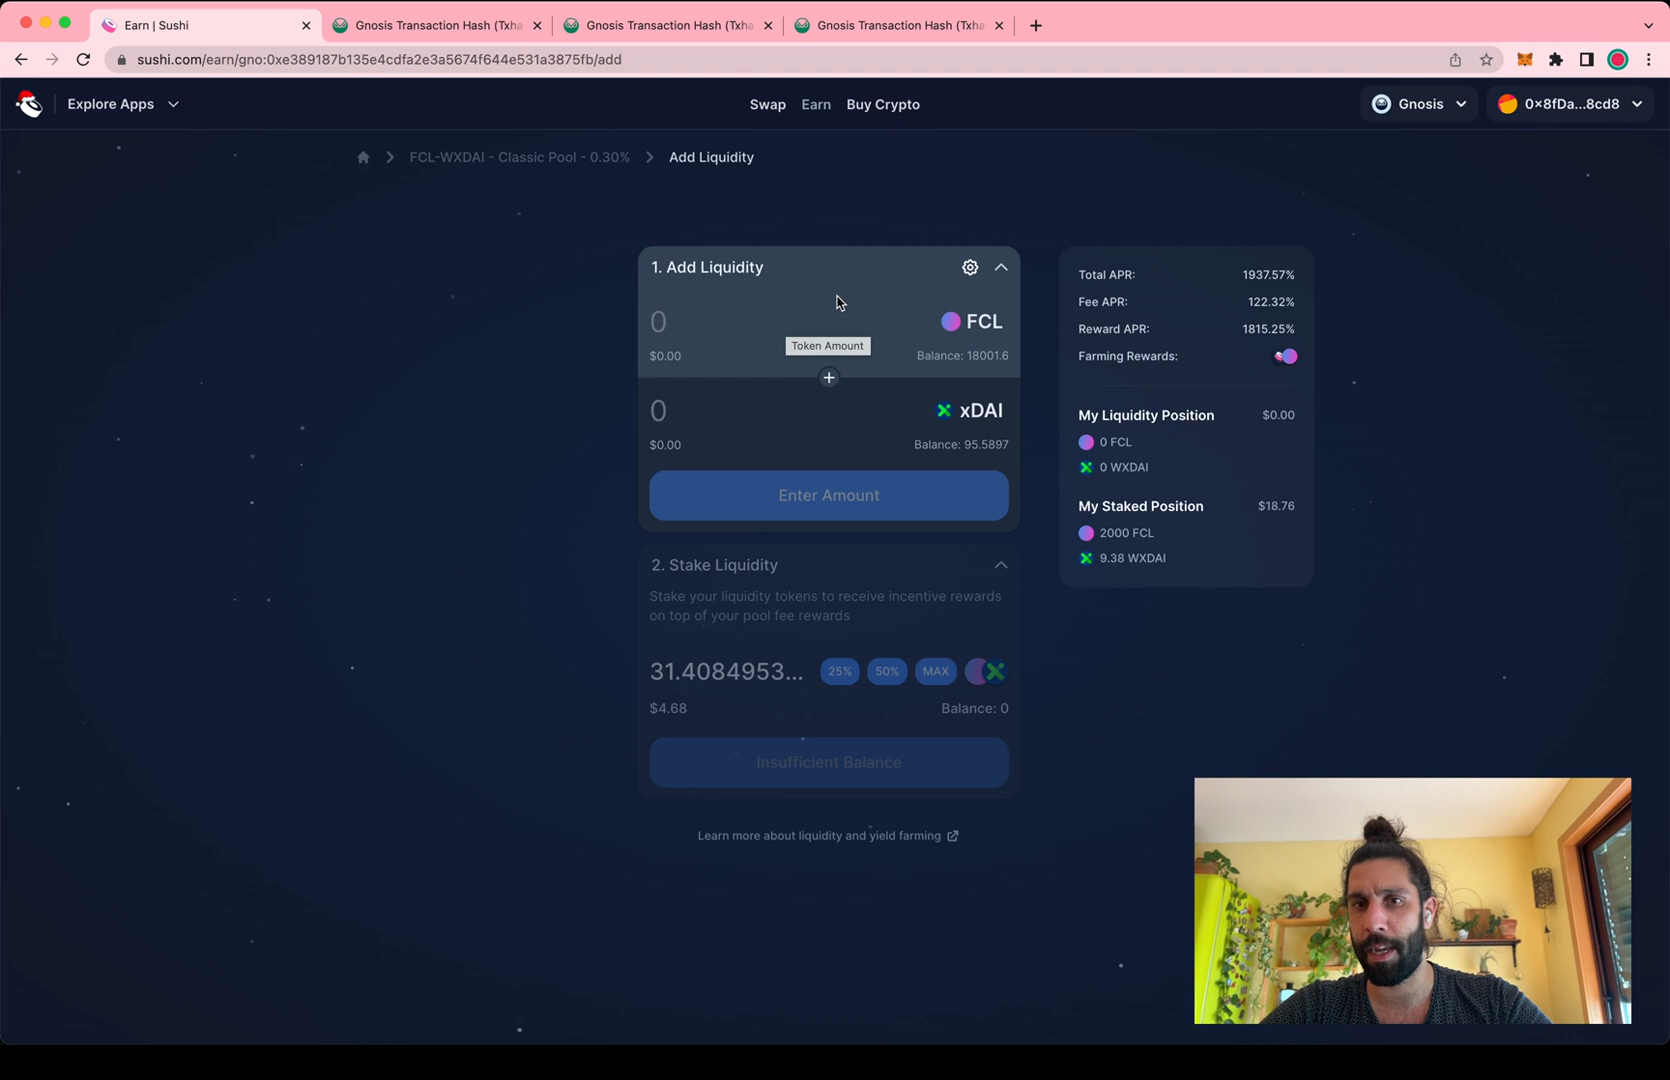 Earn | Sushi
Gnosis Transaction Hash (Txha
Gnosis Transaction Hash (Txha
Gnosis Transaction Hash (Txha
sushi.com/earn/gno:0xe389187b135e4cdfa2e3a5674f644e531a3875fb/add
Explore Apps
Swap
Earn
Buy Crypto
Gnosis
0x8fDa...8cd8
FCL-WXDAI - Classic Pool - 0.30%
Add Liquidity
1. Add Liquidity
0
FCL
$0.00
Token Amount
Balance: 18001.6
0
xDAI
$0.00
Balance: 95.5897
Enter Amount
2. Stake Liquidity
Stake your liquidity tokens to receive incentive rewards
on top of your pool fee rewards
31.4084953...
25%
50%
MAX
$4.68
Balance: 0
Insufficient Balance
Learn more about liquidity and yield farming
Total APR: 1937.57%
Fee APR: 122.32%
Reward APR: 1815.25%
Farming Rewards:
My Liquidity Position $0.00
0 FCL
0 WXDAI
My Staked Position $18.76
2000 FCL
9.38 WXDAI